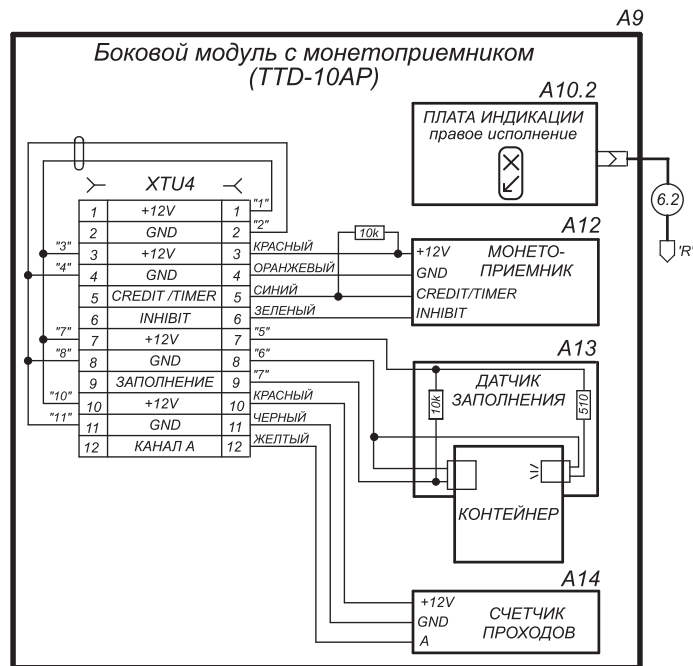 A9
Боковой модуль с монетоприемником
(TTD-10AP)
A10.2
ПЛАТА ИНДИКАЦИИ
правое исполнение
6.2
'R'
XTU4
1 +12V 1 "1"
2 GND 2 "2"
"3" 3 +12V 3 КРАСНЫЙ
"4" 4 GND 4 ОРАНЖЕВЫЙ
5 CREDIT /TIMER 5 СИНИЙ
6 INHIBIT 6 ЗЕЛЕНЫЙ
"7" 7 +12V 7 "5"
"8" 8 GND 8 "6"
9 ЗАПОЛНЕНИЕ 9 "7"
"10" 10 +12V 10 КРАСНЫЙ
"11" 11 GND 11 ЧЕРНЫЙ
12 КАНАЛ А 12 ЖЕЛТЫЙ
10k
A12
+12V
GND
CREDIT/TIMER
INHIBIT
МОНЕТО-
ПРИЕМНИК
A13
ДАТЧИК
ЗАПОЛНЕНИЯ
10k
510
КОНТЕЙНЕР
A14
+12V
GND
A
СЧЕТЧИК
ПРОХОДОВ